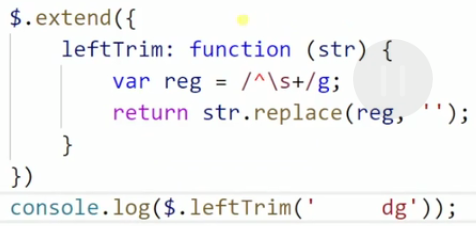 $.extend({
    leftTrim: function (str) {
        var reg = /^\s+/g;
        return str.replace(reg, '');
    }
})
console.log($.leftTrim('     dg'));